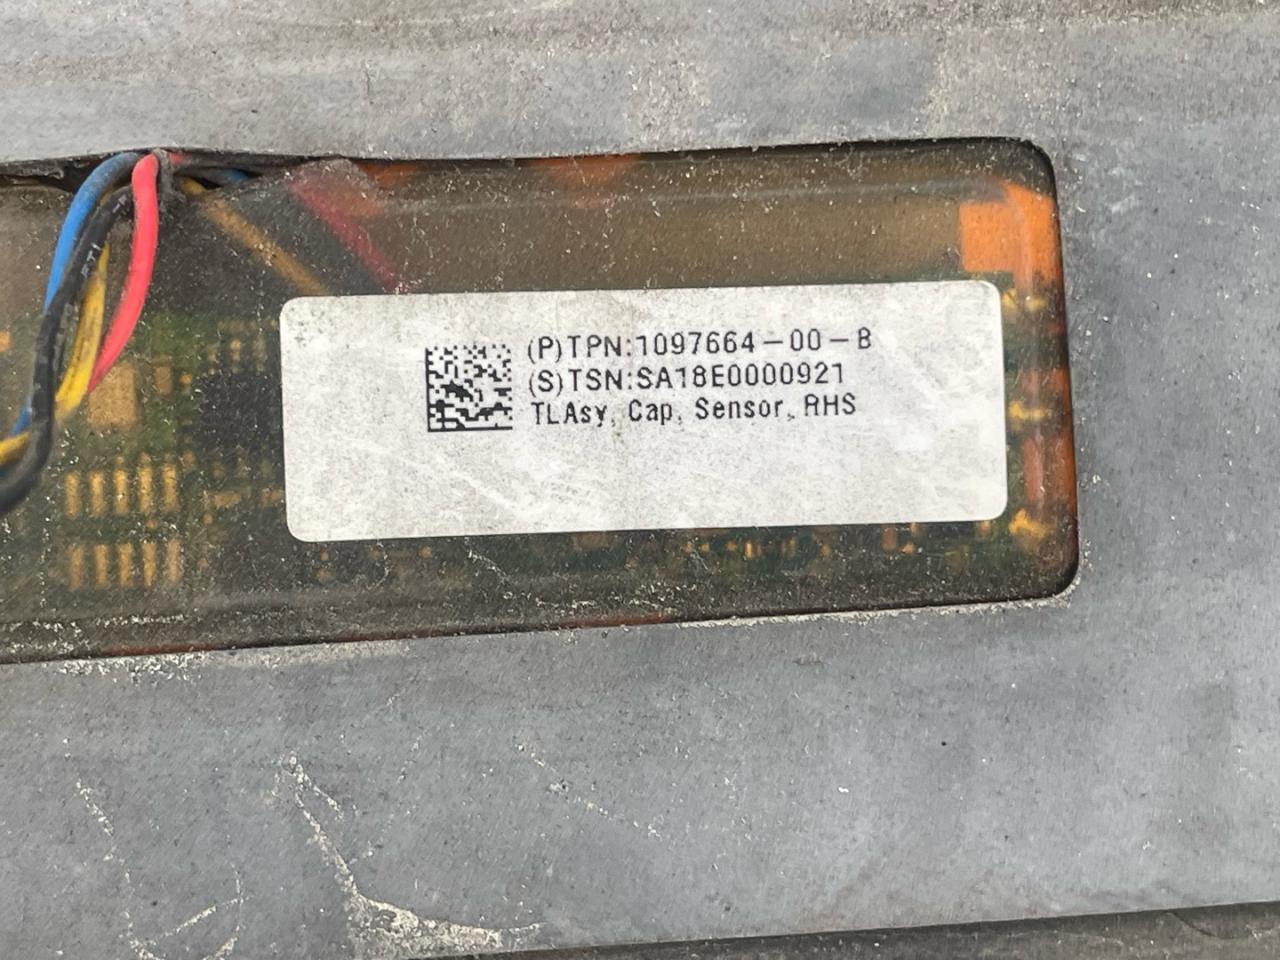 (P)TPN:1097664-00-B
(S)TSN:SA18E0000921
TLAsy, Cap, Sensor, RHS